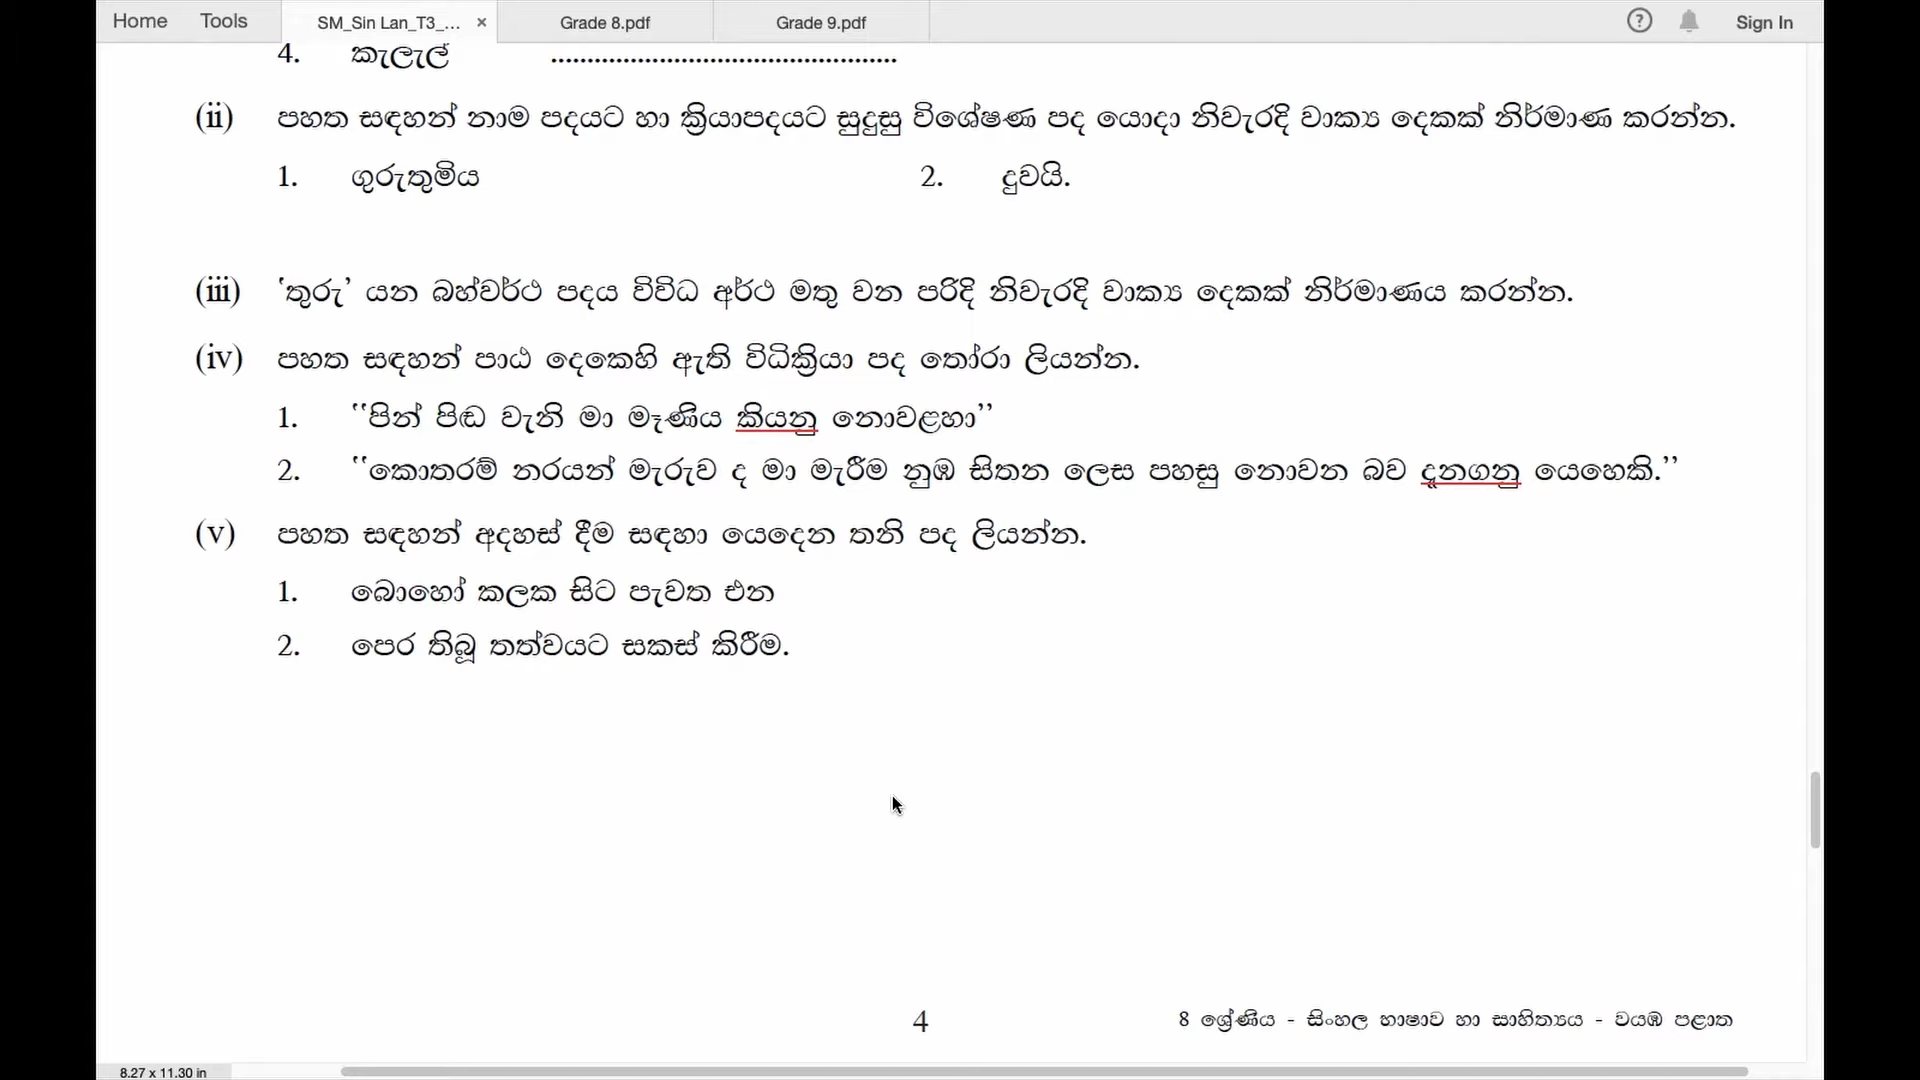 Home Tools SM_Sin Lan_T3_... × Grade 8.pdf Grade 9.pdf ? Sign In
4. කැලැල් ................................................
(ii) පහත සඳහන් නාම පදයට හා ක්‍රියාපදයට සුදුසු විශේෂණ පද යොදා නිවැරදි වාක්‍ය දෙකක් නිර්මාණ කරන්න.
1. ගුරුතුමිය 2. දුවයි.
(iii) ‘තුරු’ යන බහ්වර්ථ පදය විවිධ අර්ථ මතු වන පරිදි නිවැරදි වාක්‍ය දෙකක් නිර්මාණය කරන්න.
(iv) පහත සඳහන් පාඨ දෙකෙහි ඇති විධික්‍රියා පද තෝරා ලියන්න.
1. “පින් පිඬ වැනි මා මෑණිය කියනු නොවළහා”
2. “කොතරම් නරයන් මැරුව ද මා මැරීම නුඹ සිතන ලෙස පහසු නොවන බව දැනගනු යෙහෙකි.”
(v) පහත සඳහන් අදහස් දීම සඳහා යෙදෙන තනි පද ලියන්න.
1. බොහෝ කලක සිට පැවත එන
2. පෙර තිබූ තත්වයට සකස් කිරීම.
4 8 ශ්‍රේණිය - සිංහල භාෂාව හා සාහිත්‍යය - වයඹ පළාත
8.27 x 11.30 in